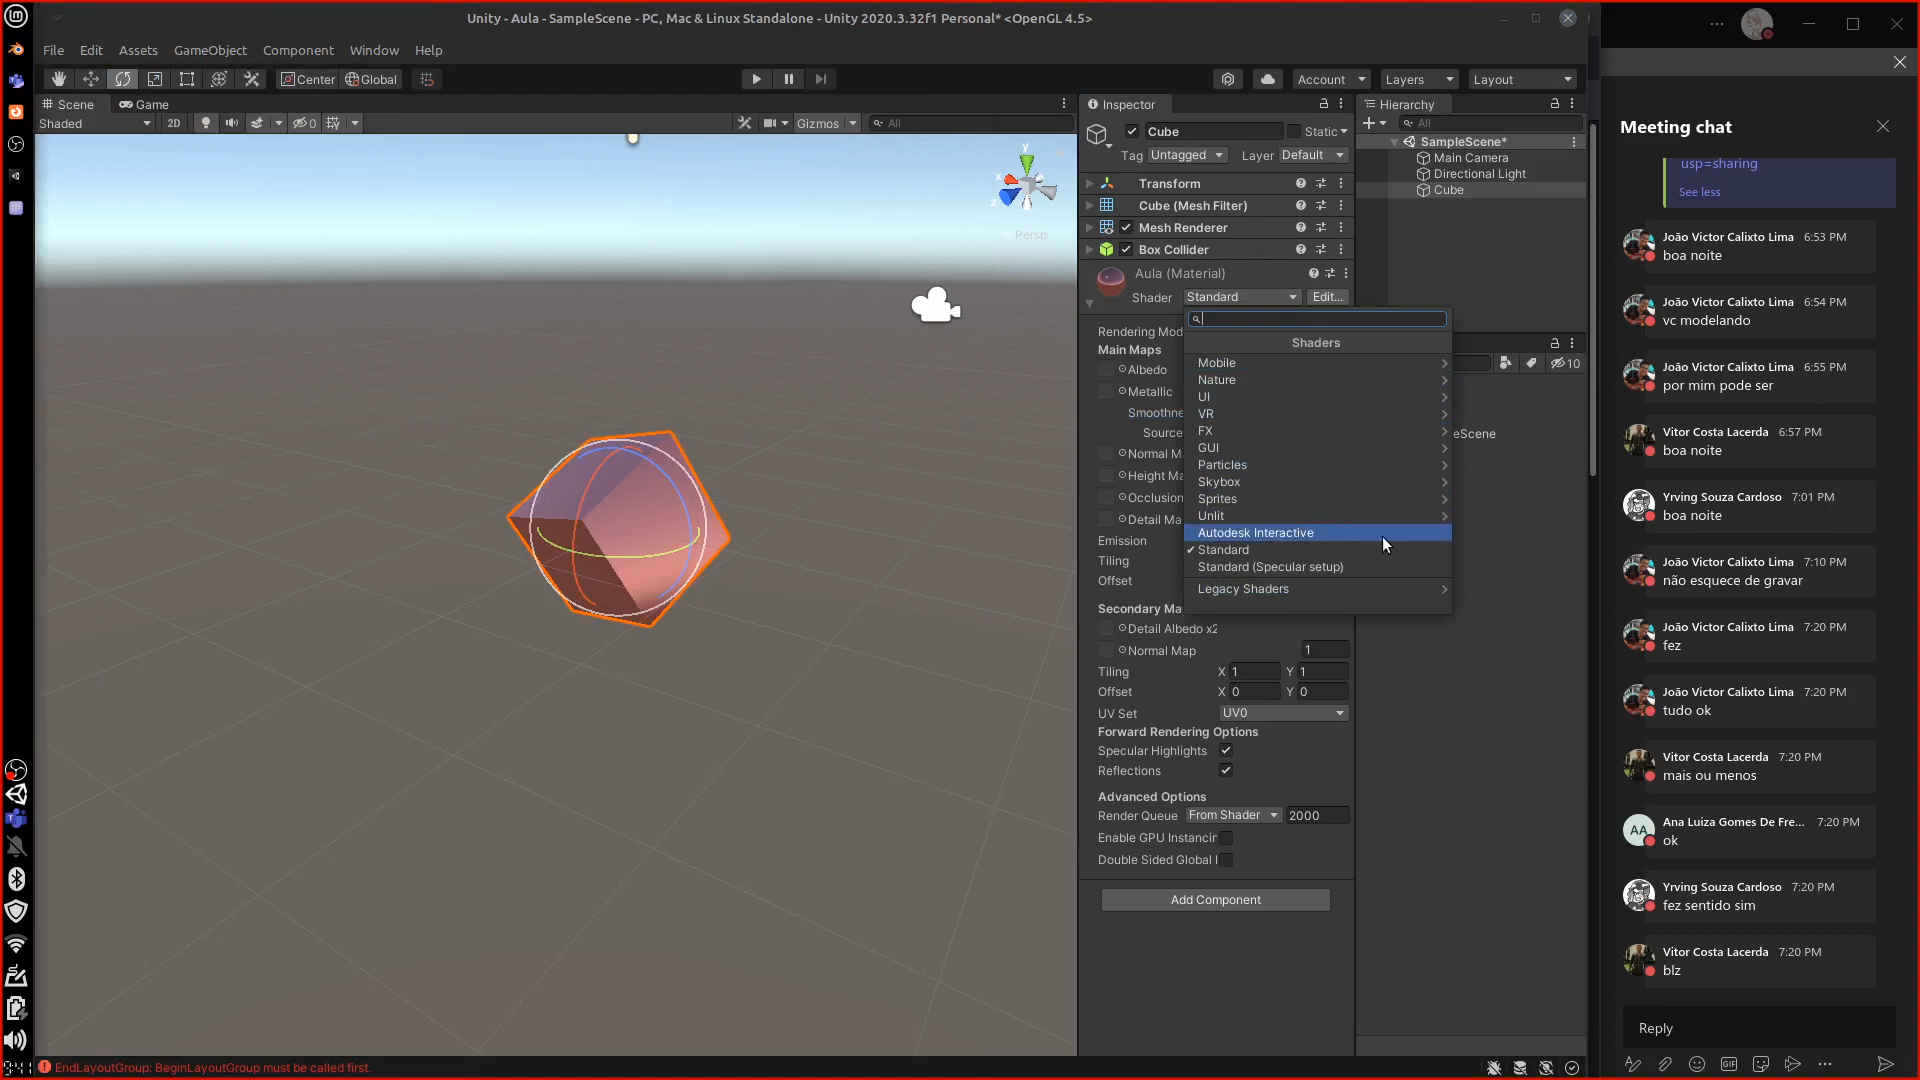 Unity - Aula - SampleScene - PC, Mac & Linux Standalone - Unity 2020.3.32f1 Personal* <OpenGL 4.5>
File Edit Assets GameObject Component Window Help
Center Global
Account Layers Layout
Scene Game
Shaded 2D 0 Gizmos All
y
x
z
< Persp
Inspector
Cube Static
Tag Untagged Layer Default
Transform
Cube (Mesh Filter)
Mesh Renderer
Box Collider
Aula (Material)
Shader Standard Edit...
Rendering Mod
Main Maps
Albedo
Metallic
Smoothne
Source
Normal M
Height Ma
Occlusion
Detail Ma
Emission
Tiling
Offset
Secondary Ma
Detail Albedo x2
Normal Map 1
Tiling X 1 Y 1
Offset X 0 Y 0
UV Set UV0
Forward Rendering Options
Specular Highlights
Reflections
Advanced Options
Render Queue From Shader 2000
Enable GPU Instancin
Double Sided Global I
Add Component
Shaders
Mobile
Nature
UI
VR
FX
GUI
Particles
Skybox
Sprites
Unlit
Autodesk Interactive
Standard
Standard (Specular setup)
Legacy Shaders
Hierarchy
All
SampleScene*
Main Camera
Directional Light
Cube
10
eScene
EndLayoutGroup: BeginLayoutGroup must be called first.
Meeting chat
usp=sharing
See less
João Victor Calixto Lima 6:53 PM
boa noite
João Victor Calixto Lima 6:54 PM
vc modelando
João Victor Calixto Lima 6:55 PM
por mim pode ser
Vitor Costa Lacerda 6:57 PM
boa noite
Yrving Souza Cardoso 7:01 PM
boa noite
João Victor Calixto Lima 7:10 PM
não esquece de gravar
João Victor Calixto Lima 7:20 PM
fez
João Victor Calixto Lima 7:20 PM
tudo ok
Vitor Costa Lacerda 7:20 PM
mais ou menos
AA
Ana Luiza Gomes De Fre... 7:20 PM
ok
Yrving Souza Cardoso 7:20 PM
fez sentido sim
Vitor Costa Lacerda 7:20 PM
blz
Reply
GIF